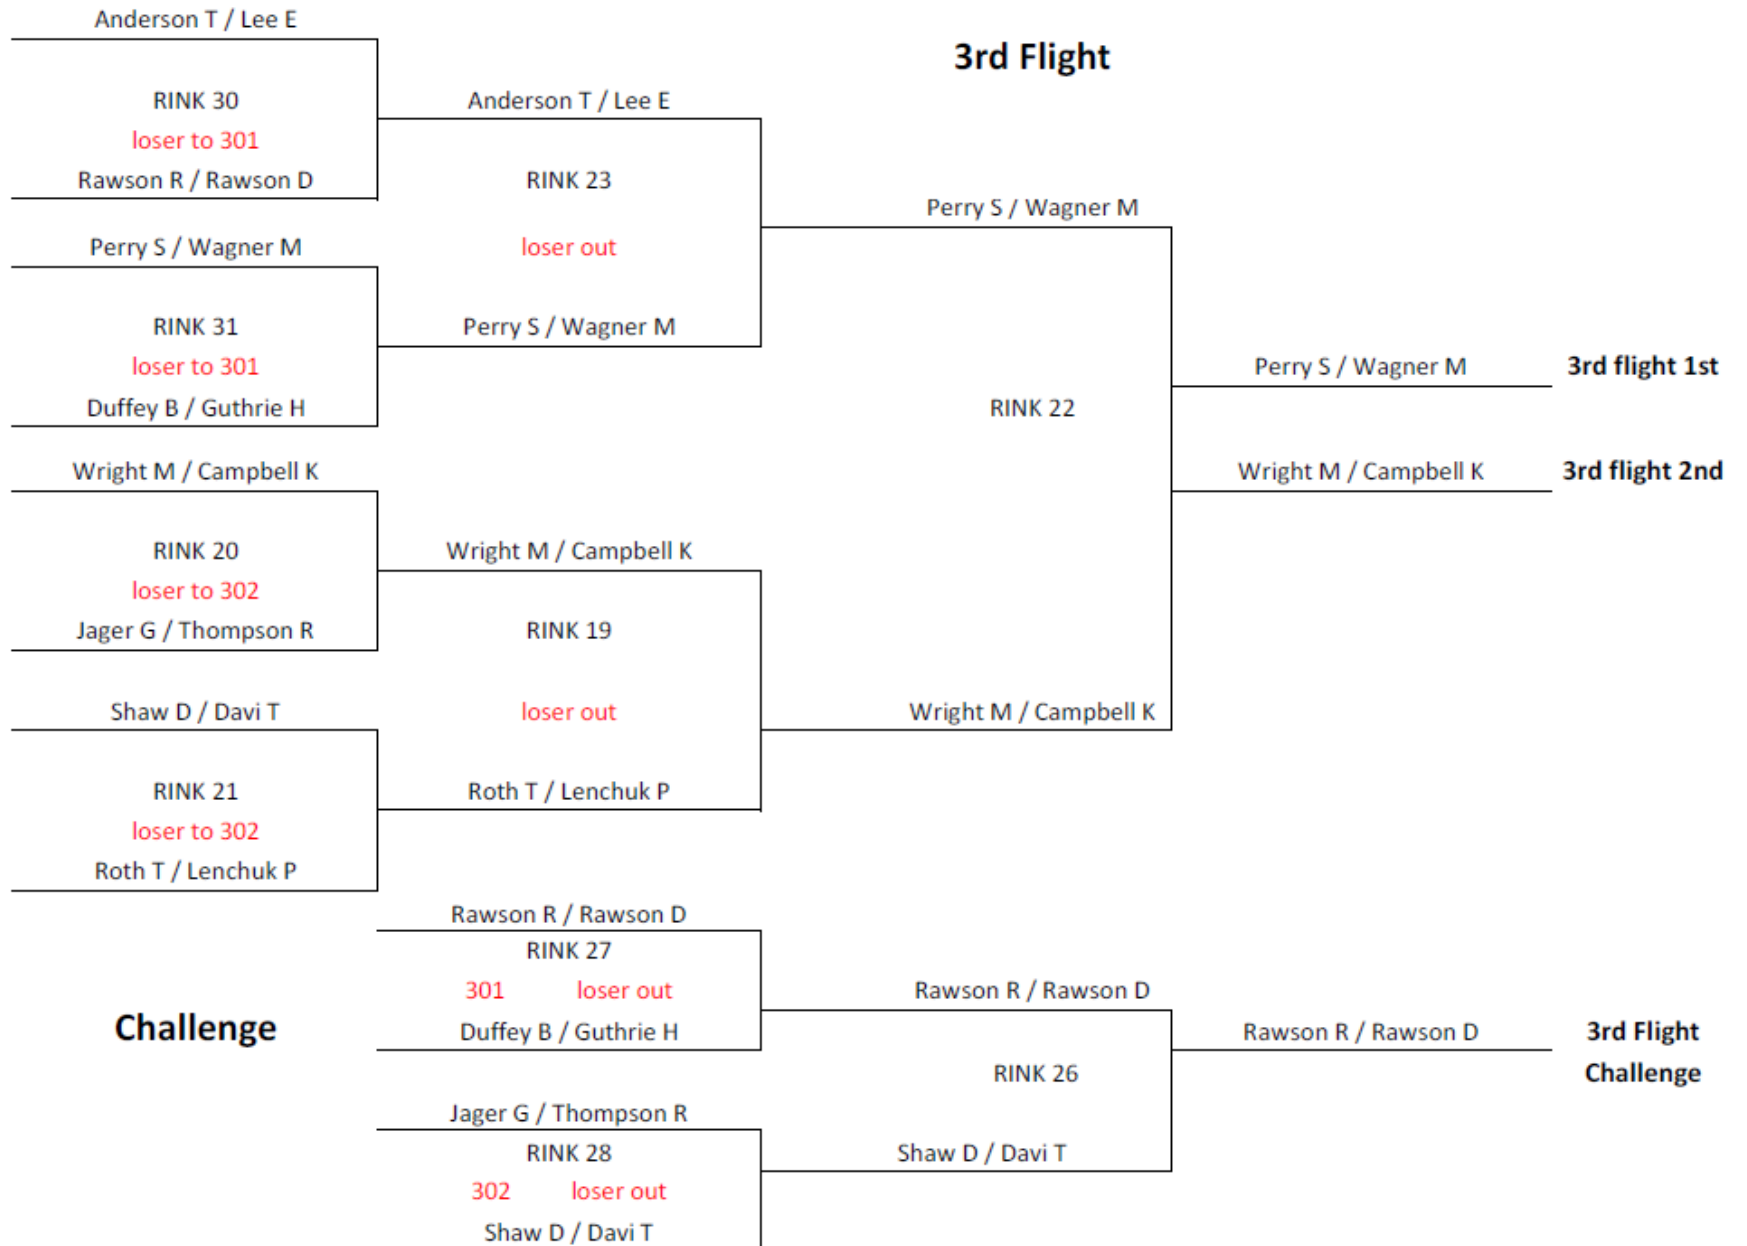 Anderson T / Lee E
3rd Flight
RINK 30
Anderson T / Lee E
loser to 301
Rawson R / Rawson D
RINK 23
Perry S / Wagner M
Perry S / Wagner M
loser out
RINK 31
Perry S / Wagner M
loser to 301
Perry S / Wagner M
3rd flight 1st
Duffey B / Guthrie H
RINK 22
Wright M / Campbell K
Wright M / Campbell K
3rd flight 2nd
RINK 20
Wright M / Campbell K
loser to 302
Jager G / Thompson R
RINK 19
Shaw D / Davi T
loser out
Wright M / Campbell K
RINK 21
Roth T / Lenchuk P
loser to 302
Roth T / Lenchuk P
Rawson R / Rawson D
RINK 27
301 loser out
Rawson R / Rawson D
Challenge
Duffey B / Guthrie H
Rawson R / Rawson D
3rd Flight
Challenge
RINK 26
Jager G / Thompson R
RINK 28
Shaw D / Davi T
302 loser out
Shaw D / Davi T